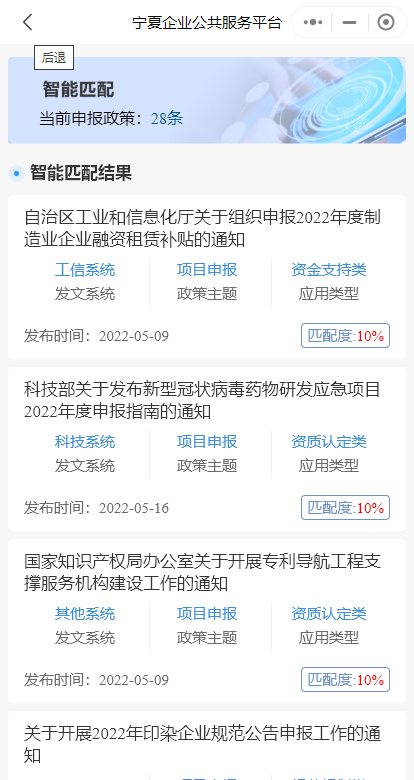 宁夏企业公共服务平台
后退
智能匹配
当前申报政策：28条
智能匹配结果
自治区工业和信息化厅关于组织申报2022年度制
造业企业融资租赁补贴的通知
工信系统 项目申报 资金支持类
发文系统 政策主题 应用类型
发布时间：2022-05-09 匹配度:10%
科技部关于发布新型冠状病毒药物研发应急项目
2022年度申报指南的通知
科技系统 项目申报 资质认定类
发文系统 政策主题 应用类型
发布时间：2022-05-16 匹配度:10%
国家知识产权局办公室关于开展专利导航工程支
撑服务机构建设工作的通知
其他系统 项目申报 资质认定类
发文系统 政策主题 应用类型
发布时间：2022-05-09 匹配度:10%
关于开展2022年印染企业规范公告申报工作的通
知